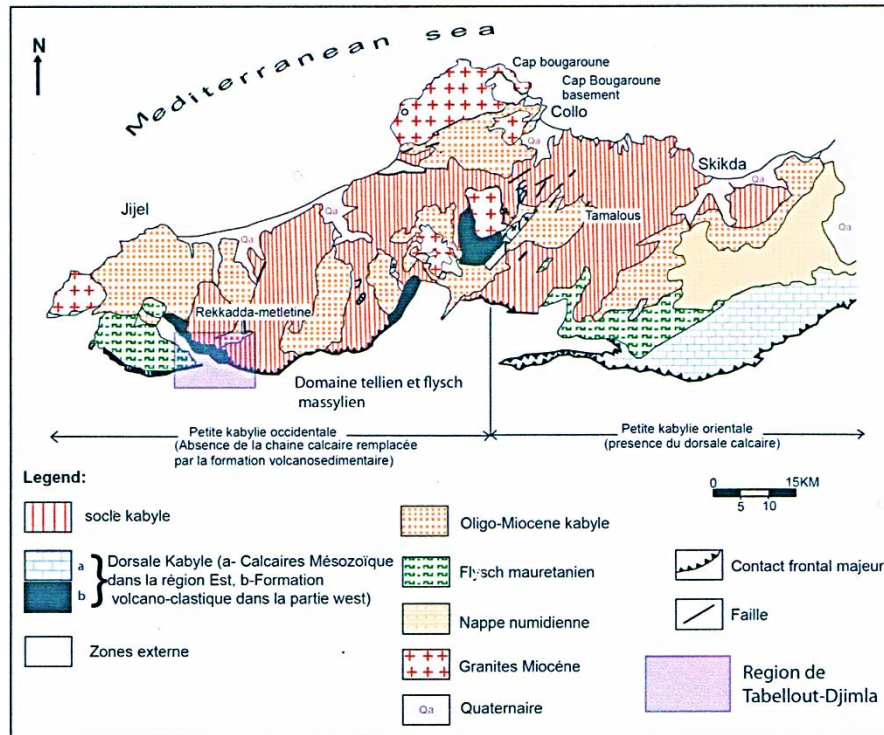 N
Mediterranean sea
Cap bougaroune
Cap Bougaroune
basement
Collo
Qa
Skikda
Qa
Jijel
Qa
Qa
Tamalous
Qa
Rekkadda-metletine
Domaine tellien et flysch
massylien
Petite kabylie occidentale
(Absence de la chaine calcaire remplacée
par la formation volcanosedimentaire)
Petite kabylie orientale
(presence du dorsale calcaire)
Legend:
0 15KM
5 10
socle kabyle
a
b
Dorsale Kabyle (a- Calcaires Mésozoïque
dans la région Est, b-Formation
volcano-clastique dans la partie west)
Zones externe
Oligo-Miocene kabyle
Flysch mauretanien
Nappe numidienne
Granites Miocéne
Qa
Quaternaire
Contact frontal majeur
Faille
Region de
Tabellout-Djimla